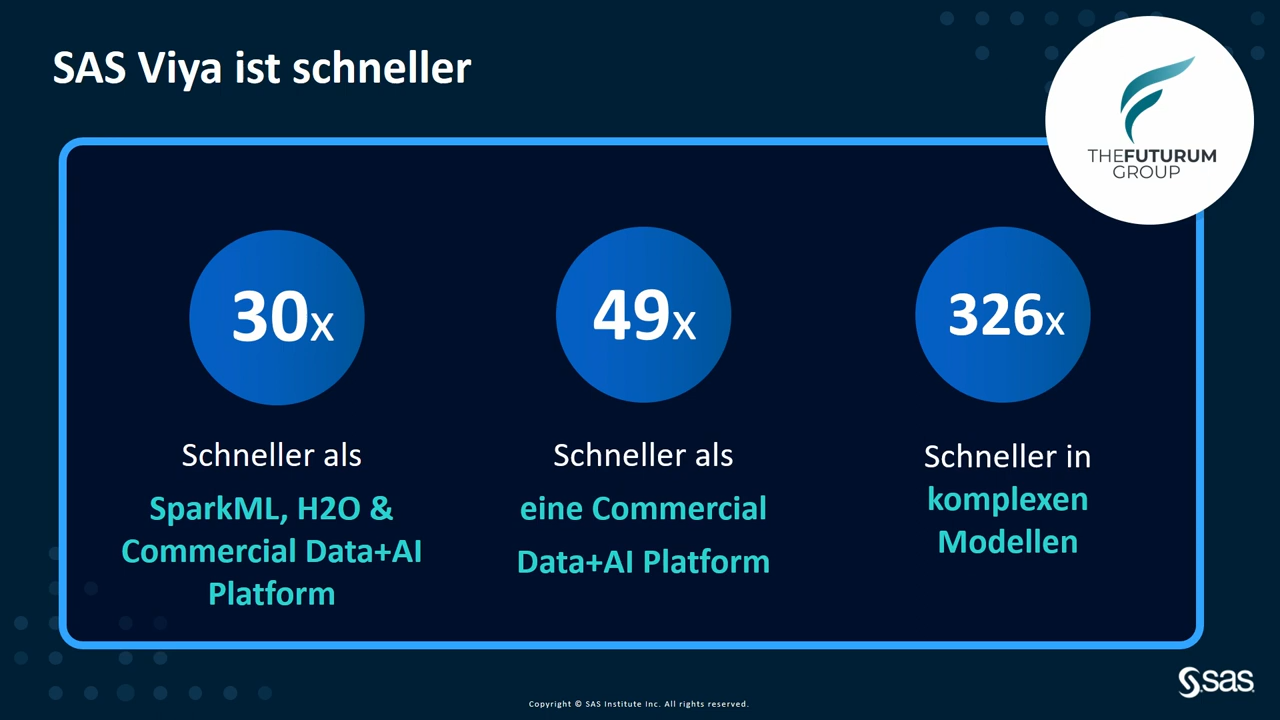 SAS Viya ist schneller
THEFUTURUM
GROUP
30x
Schneller als
SparkML, H2O &
Commercial Data+AI
Platform
49x
Schneller als
eine Commercial
Data+AI Platform
326x
Schneller in
komplexen
Modellen
sas
Copyright © SAS Institute Inc. All rights reserved.